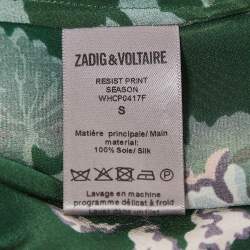 ZADIG&VOLTAIRE
RESIST PRINT
SEASON
WHCP0417F
S
Matière principale/ Main
material:
100% Soie/ Silk
Lavage en machine
programme délicat à froid